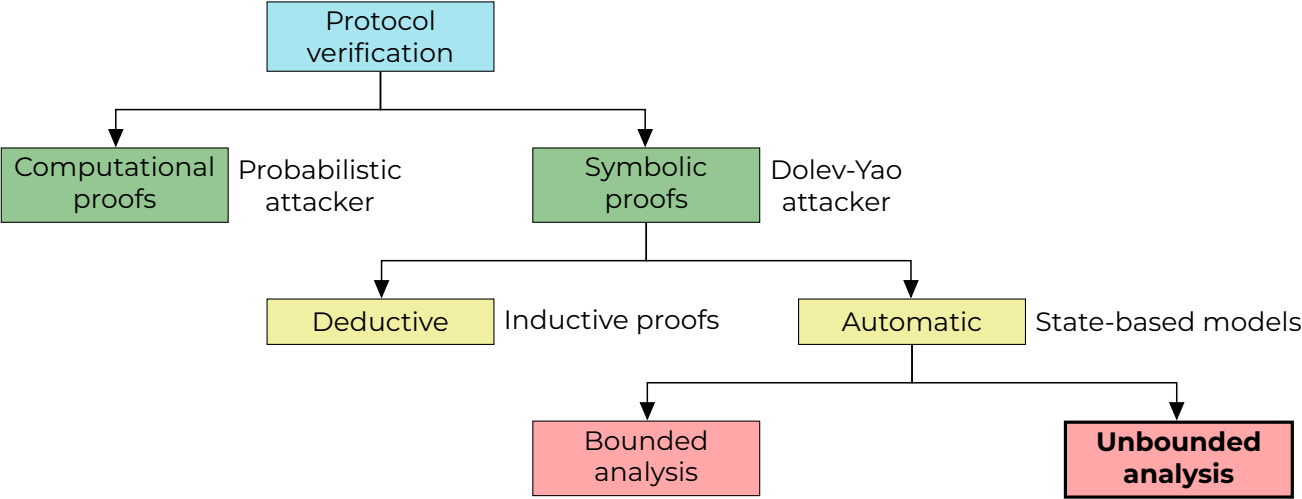 Protocol
verification
Computational
proofs
Probabilistic
attacker
Symbolic
proofs
Dolev-Yao
attacker
Deductive
Inductive proofs
Automatic
State-based models
Bounded
analysis
Unbounded
analysis